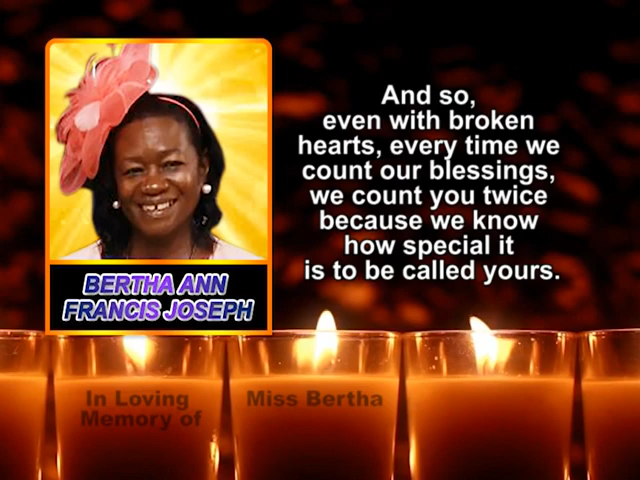 And so,
even with broken
hearts, every time we
count our blessings,
we count you twice
because we know
how special it
is to be called yours.
BERTHA ANN
FRANCIS JOSEPH
In Loving
Memory of
Miss Bertha